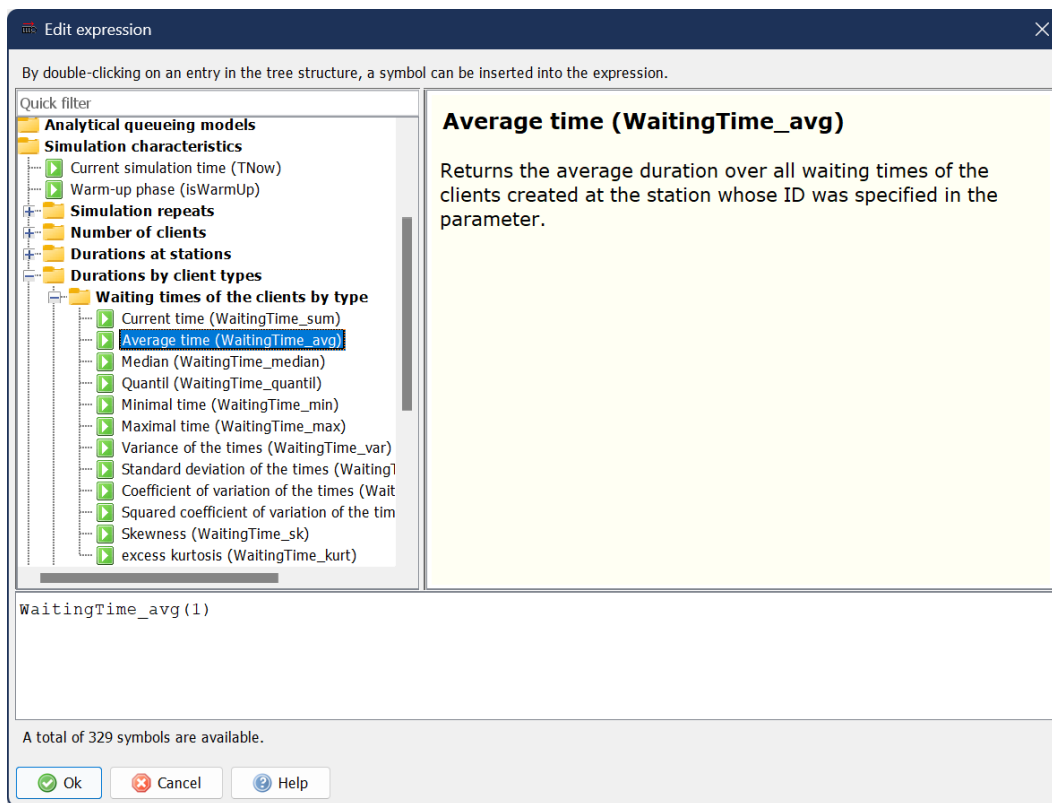 Edit expression
By double-clicking on an entry in the tree structure, a symbol can be inserted into the expression.
Quick filter
Analytical queueing models
Simulation characteristics
Current simulation time (TNow)
Warm-up phase (isWarmUp)
Simulation repeats
Number of clients
Durations at stations
Durations by client types
Waiting times of the clients by type
Current time (WaitingTime_sum)
Average time (WaitingTime_avg)
Median (WaitingTime_median)
Quantil (WaitingTime_quantil)
Minimal time (WaitingTime_min)
Maximal time (WaitingTime_max)
Variance of the times (WaitingTime_var)
Standard deviation of the times (Waiting
Coefficient of variation of the times (Wait
Squared coefficient of variation of the tim
Skewness (WaitingTime_sk)
excess kurtosis (WaitingTime_kurt)
Average time (WaitingTime_avg)
Returns the average duration over all waiting times of the
clients created at the station whose ID was specified in the
parameter.
WaitingTime_avg(1)
A total of 329 symbols are available.
Ok Cancel Help